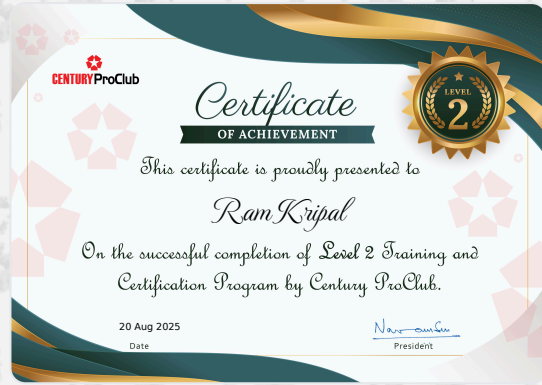 CENTURY ProClub
Certificate
OF ACHIEVEMENT
LEVEL
2
This certificate is proudly presented to
Ram Kripal
On the successful completion of Level 2 Training and
Certification Program by Century ProClub.
20 Aug 2025
Date
President